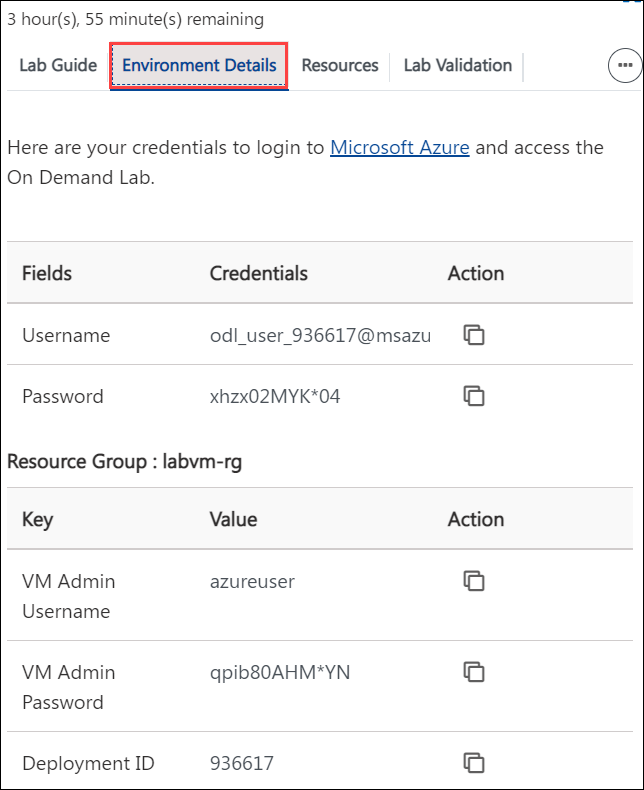 3 hour(s), 55 minute(s) remaining
Lab Guide Environment Details Resources Lab Validation
Here are your credentials to login to Microsoft Azure and access the
On Demand Lab.
Fields Credentials Action
Username odl_user_936617@msazu
Password xhzx02MYK*04
Resource Group : labvm-rg
Key Value Action
VM Admin azureuser
Username
VM Admin qpib80AHM*YN
Password
Deployment ID 936617